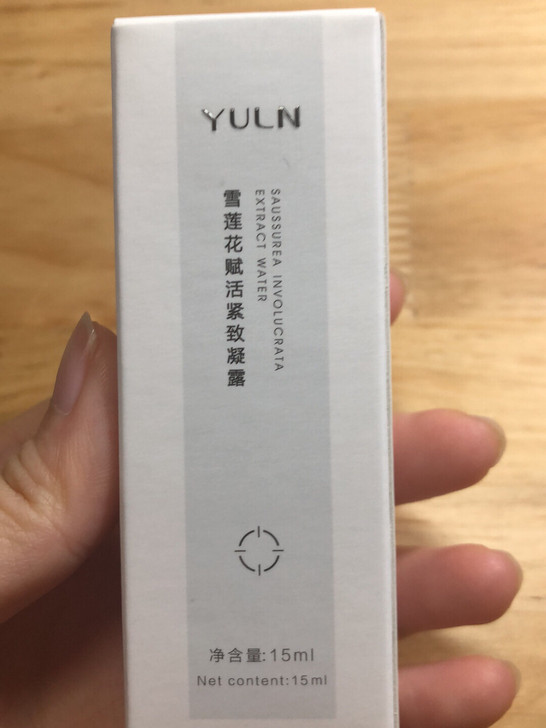 YULN
雪莲花赋活紧致凝露
SAUSSUREA INVOLUCRATA
EXTRACT WATER
净含量:15ml
Net content:15ml